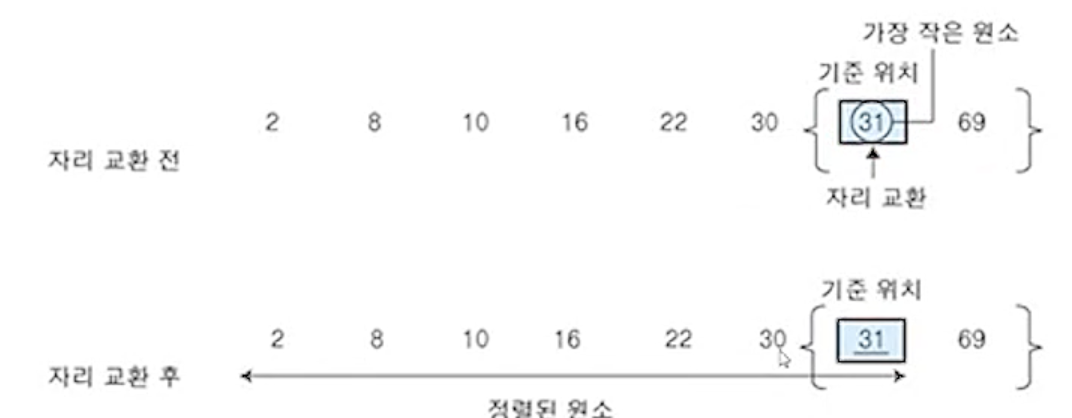 가장 작은 원소
기준 위치
2 8 10 16 22 30 { 31 69 }
자리 교환 전
자리 교환
기준 위치
2 8 10 16 22 30 { 31 69 }
자리 교환 후
정렬된 원소